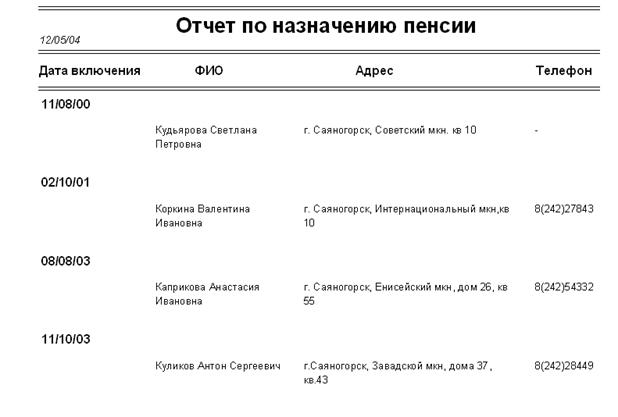 Отчет по назначению пенсии
12/05/04
Дата включения ФИО Адрес Телефон
11/08/00
Кудьярова Светлана г. Саяногорск, Советский мкн. кв 10 -
Петровна
02/10/01
Коркина Валентина г. Саяногорск, Интернациональный мкн,кв 8(242)27843
Ивановна 10
08/08/03
Каприкова Анастасия г. Саяногорск, Енисейский мкн, дом 26, кв 8(242)54332
Ивановна 55
11/10/03
Куликов Антон Сергеевич г.Саяногорск, Завадской мкн, дома 37, 8(242)28449
кв.43